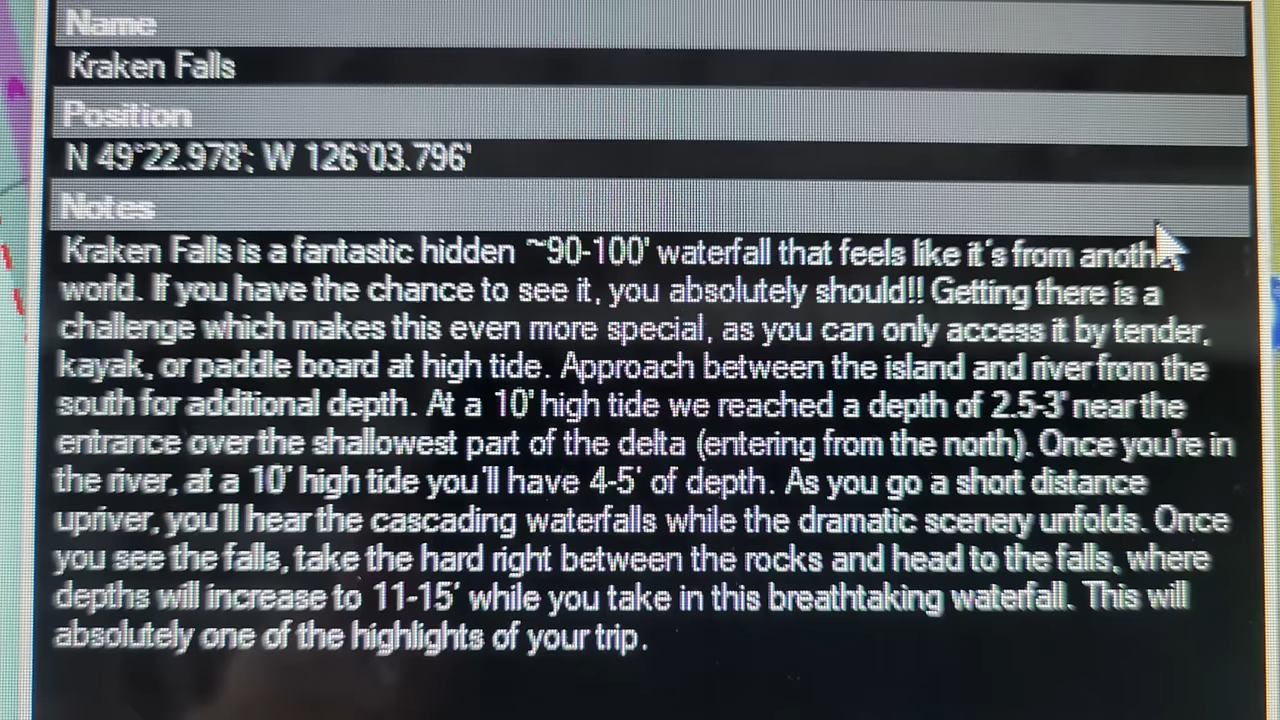 Name
Kraken Falls
Position
N 49°22.978'; W 126°03.796'
Notes
Kraken Falls is a fantastic hidden ~90-100' waterfall that feels like it's from
world. If you have the chance to see it, you absolutely should!! Getting there is a
challenge which makes this even more special, as you can only access it by tender,
kayak, or paddle board at high tide. Approach between the island and river from the
south for additional depth. At a 10' high tide we reached a depth of 2.5-3' near the
entrance over the shallowest part of the delta (entering from the north). Once you're in
the river, at a 10' high tide you'll have 4-5' of depth. As you go a short distance
upriver, you'll hear the cascading waterfalls while the dramatic scenery unfolds. Once
you see the falls, take the hard right between the rocks and head to the falls, where
depths will increase to 11-15' while you take in this breathtaking waterfall. This will
absolutely one of the highlights of your trip.